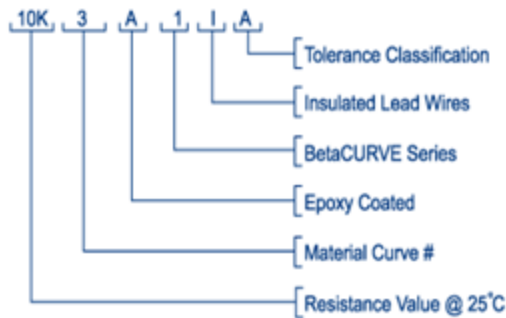 10K 3 A 1 I A
Tolerance Classification
Insulated Lead Wires
BetaCURVE Series
Epoxy Coated
Material Curve #
Resistance Value @ 25°C